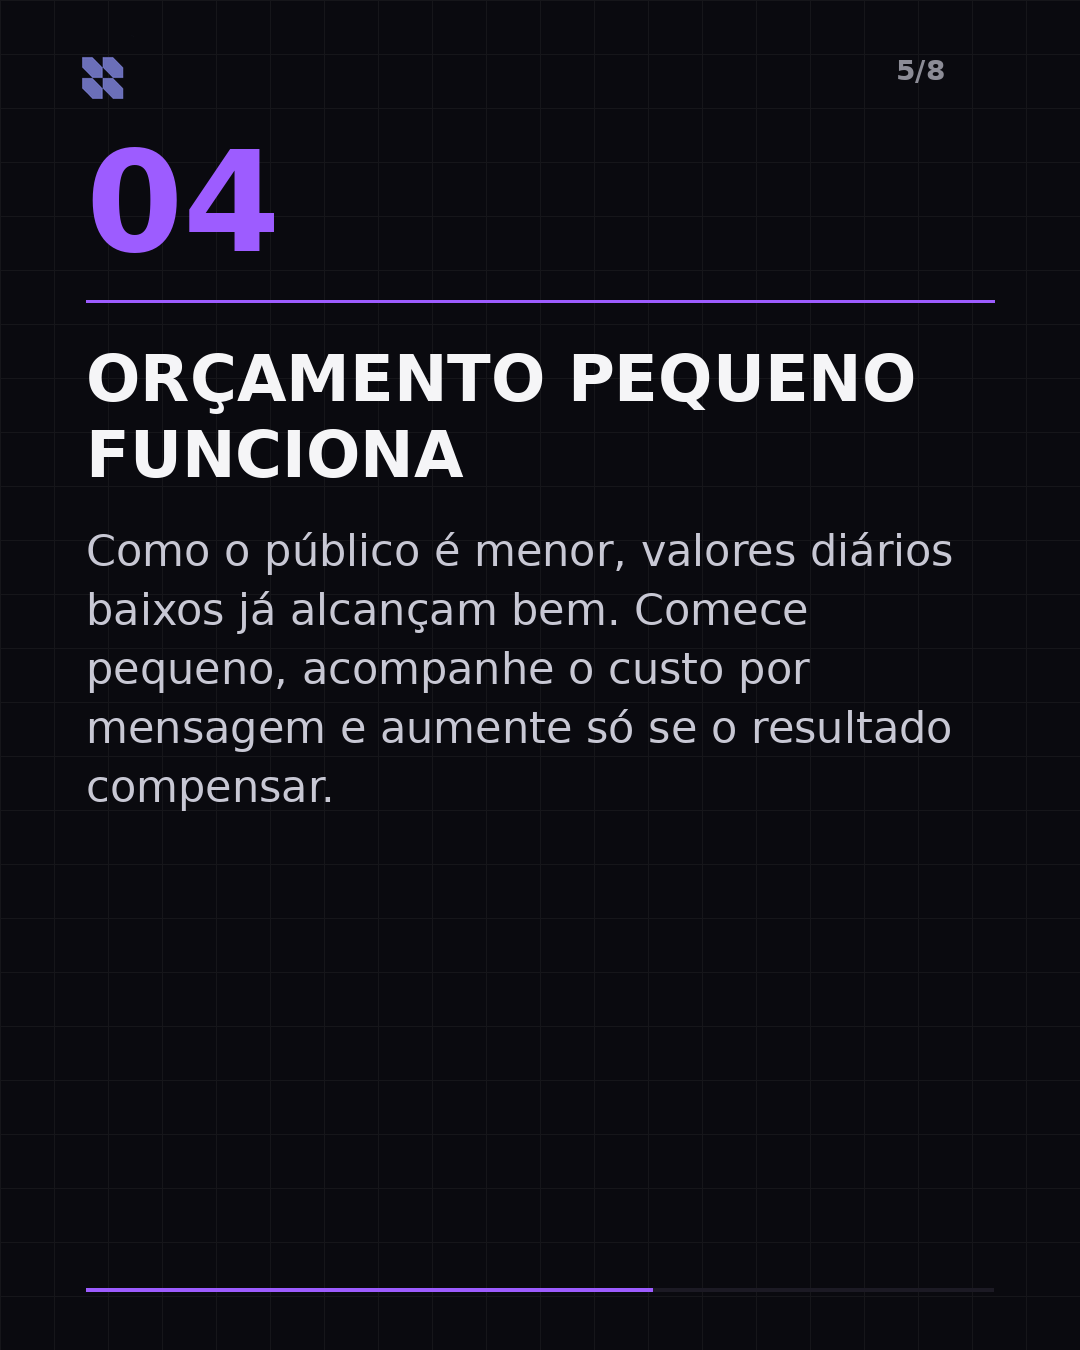 5/8
04
ORÇAMENTO PEQUENO
FUNCIONA
Como o público é menor, valores diários
baixos já alcançam bem. Comece
pequeno, acompanhe o custo por
mensagem e aumente só se o resultado
compensar.